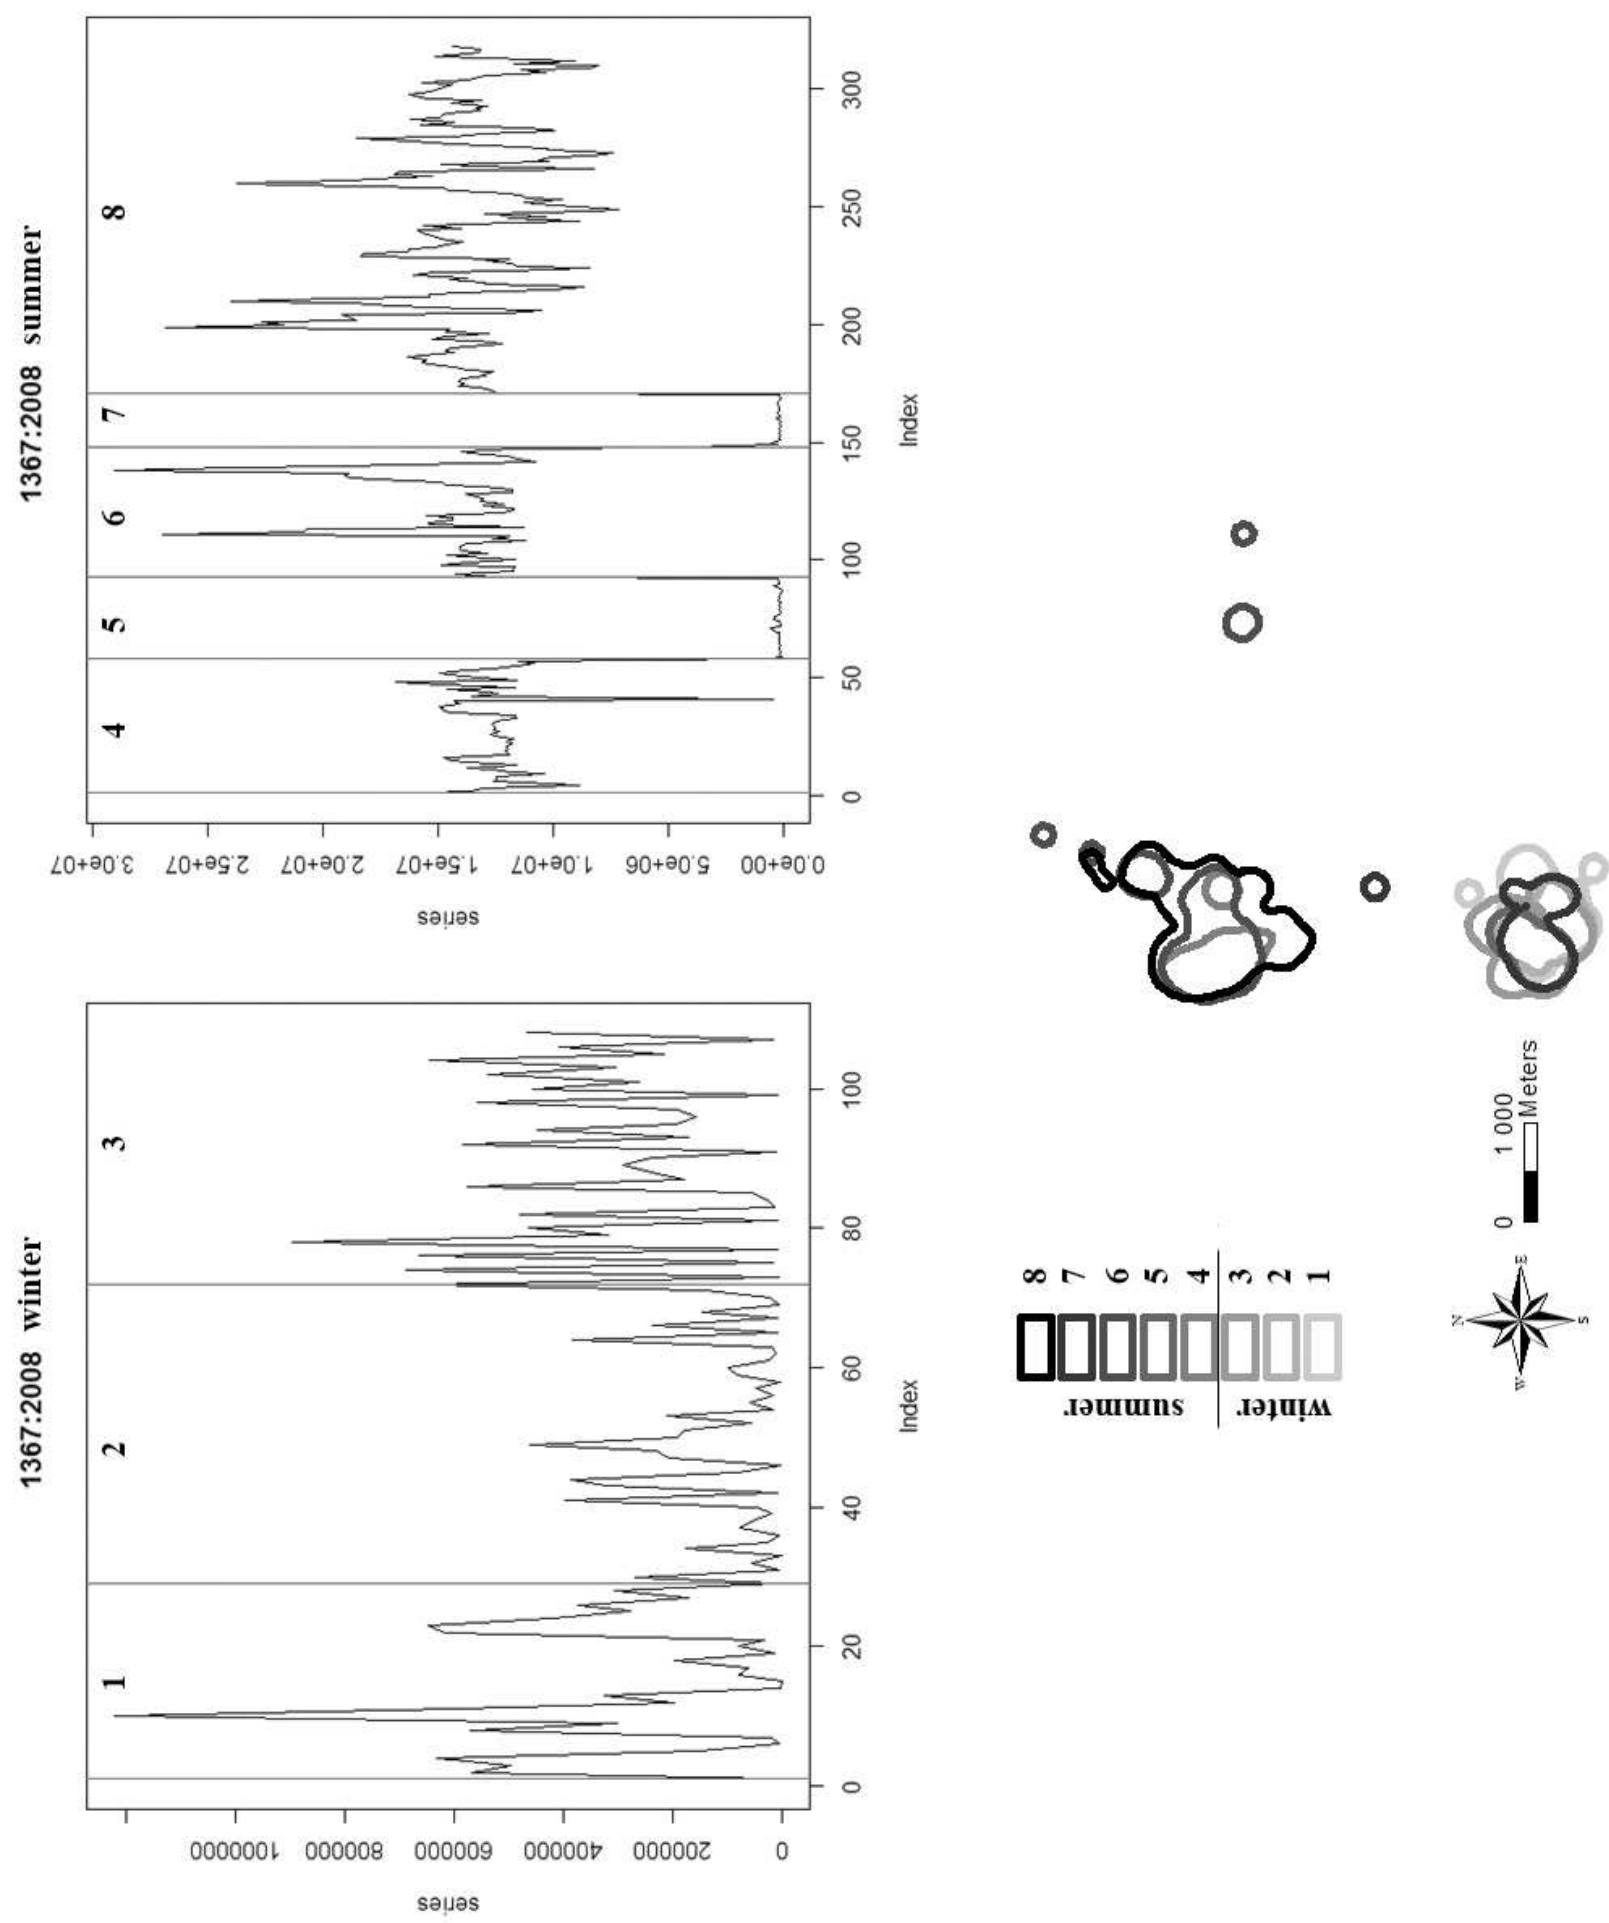 1367:2008 winter
1
2
3
series
0
200000
400000
600000
800000
1000000
0
20
40
60
80
100
Index
1367:2008 summer
4
5
6
7
8
series
0.0e+00
5.0e+06
1.0e+07
1.5e+07
2.0e+07
2.5e+07
3.0e+07
0
50
100
150
200
250
300
Index
summer
8
7
6
5
4
winter
3
2
1
N
W
E
S
0
1 000
Meters